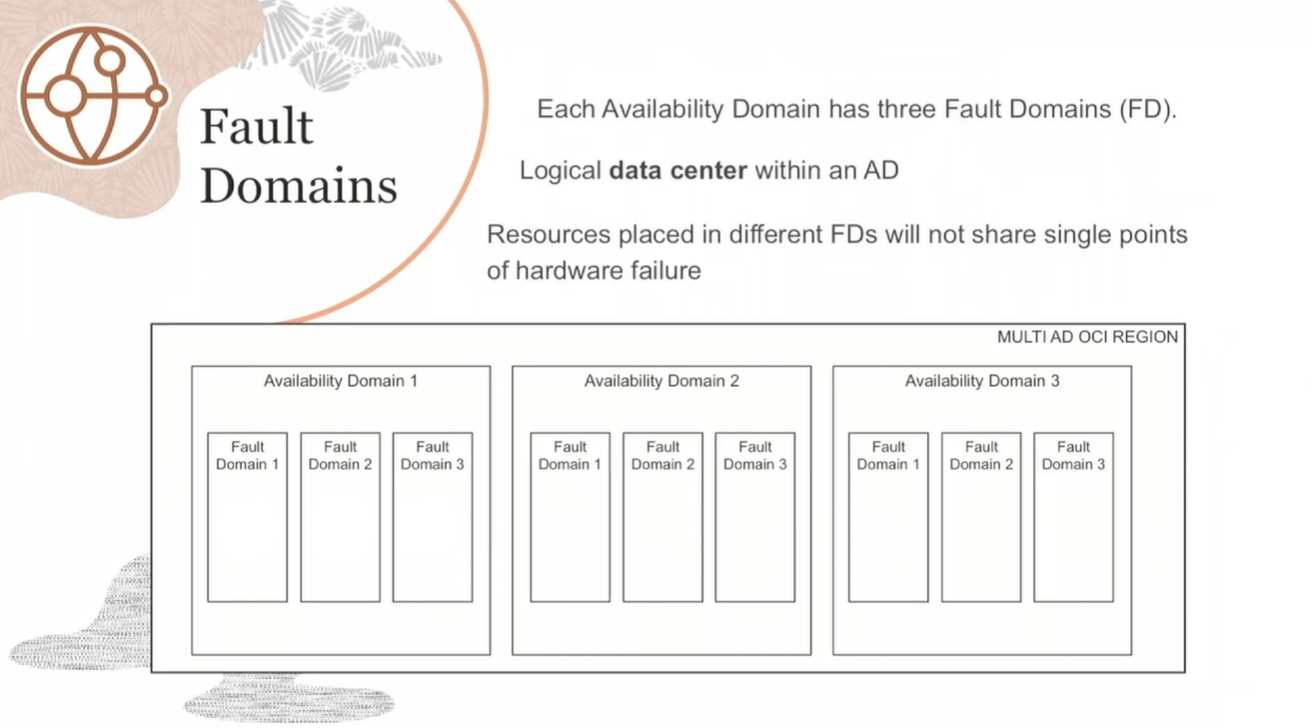 Fault
Domains
Each Availability Domain has three Fault Domains (FD).
Logical data center within an AD
Resources placed in different FDs will not share single points
of hardware failure
MULTI AD OCI REGION
Availability Domain 1
Fault
Domain 1
Fault
Domain 2
Fault
Domain 3
Availability Domain 2
Fault
Domain 1
Fault
Domain 2
Fault
Domain 3
Availability Domain 3
Fault
Domain 1
Fault
Domain 2
Fault
Domain 3